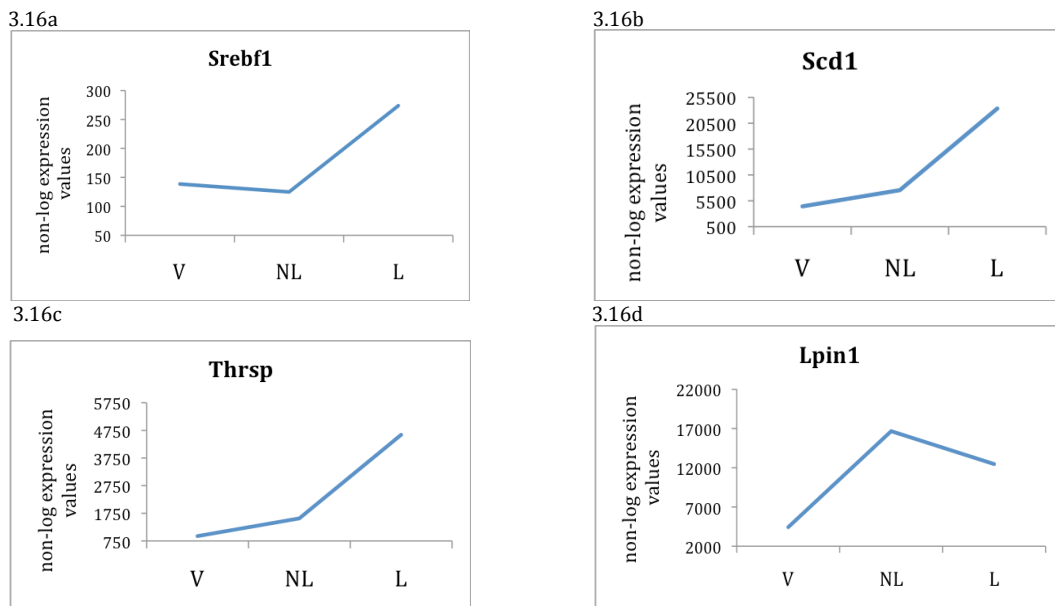 3.16a
Srebf1
non-log expression
values
300
250
200
150
100
50
V NL L
3.16b
Scd1
non-log expression
values
25500
20500
15500
10500
5500
500
V NL L
3.16c
Thrsp
non-log expression
values
5750
4750
3750
2750
1750
750
V NL L
3.16d
Lpin1
non-log expression
values
22000
17000
12000
7000
2000
V NL L